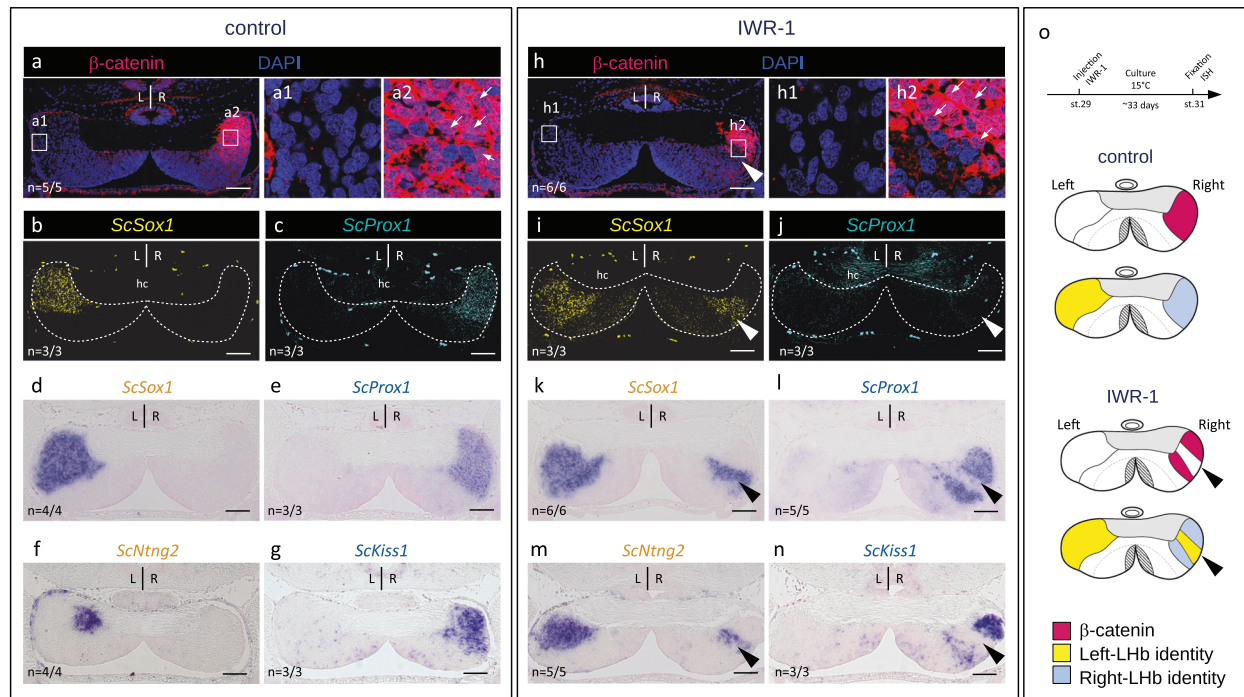 control
a
β-catenin
DAPI
L R
a1
a2
a1
a2
n=5/5
b
ScSox1
c
ScProx1
L R
hc
n=3/3
L R
hc
n=3/3
d
ScSox1
e
ScProx1
L R
n=4/4
n=3/3
f
ScNtng2
g
ScKiss1
L R
n=4/4
n=3/3
IWR-1
h
β-catenin
DAPI
L R
h1
h2
h1
h2
n=6/6
i
ScSox1
j
ScProx1
L R
hc
n=3/3
L R
hc
n=3/3
k
ScSox1
l
ScProx1
L R
n=6/6
n=5/5
m
ScNtng2
n
ScKiss1
L R
n=5/5
n=3/3
o
Injection
IWR-1
Culture
15°C
Fixation
ISH
st.29
~33 days
st.31
control
Left
Right
IWR-1
Left
Right
β-catenin
Left-LHb identity
Right-LHb identity